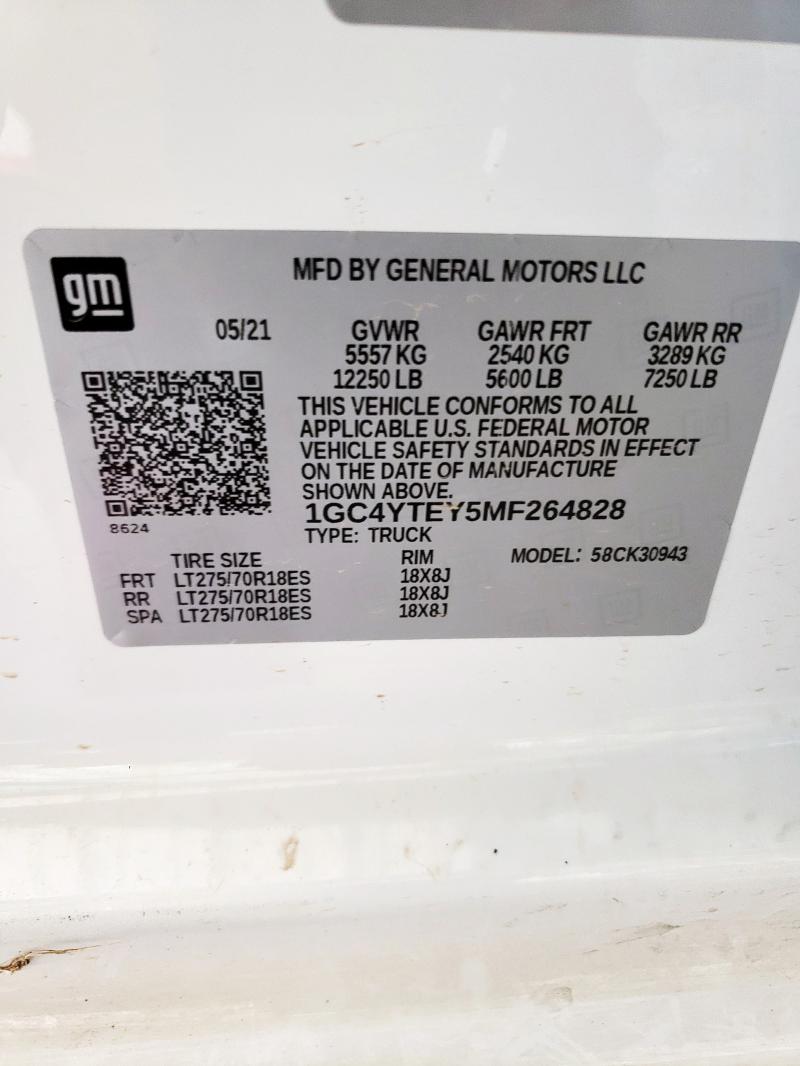 gm
MFD BY GENERAL MOTORS LLC
05/21 GVWR GAWR FRT GAWR RR
5557 KG 2540 KG 3289 KG
12250 LB 5600 LB 7250 LB
THIS VEHICLE CONFORMS TO ALL
APPLICABLE U.S. FEDERAL MOTOR
VEHICLE SAFETY STANDARDS IN EFFECT
ON THE DATE OF MANUFACTURE
SHOWN ABOVE.
8624
1GC4YTEY5MF264828
TYPE: TRUCK
TIRE SIZE RIM MODEL: 58CK30943
FRT LT275/70R18ES 18X8J
RR LT275/70R18ES 18X8J
SPA LT275/70R18ES 18X8J